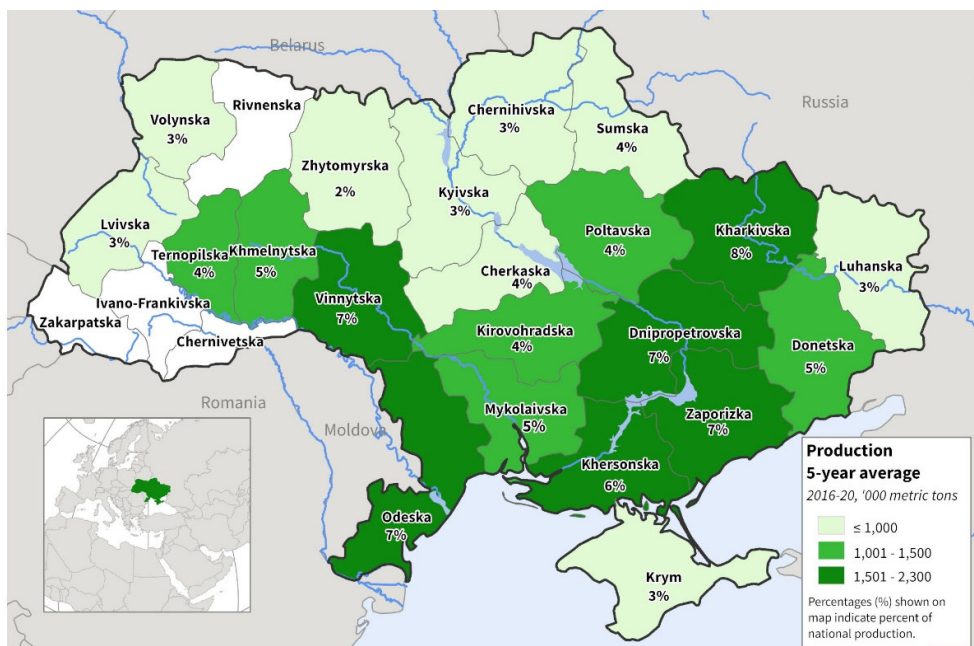 Belarus
Russia
Rivnenska
Volynska
3%
Chernihivska
3%
Sumska
4%
Zhytomyrska
2%
Kyivska
3%
Lvivska
3%
Ternopilska
4%
Khmelnytska
5%
Poltavska
4%
Kharkivska
8%
Luhanska
3%
Cherkaska
4%
Vinnytska
7%
Ivano-Frankivska
Zakarpatska
Chernivetska
Kirovohradska
4%
Dnipropetrovska
7%
Donetska
5%
Romania
Moldova
Mykolaivska
5%
Zaporizka
7%
Khersonska
6%
Odeska
7%
Krym
3%
Production
5-year average
2016-20, '000 metric tons
≤ 1,000
1,001 - 1,500
1,501 - 2,300
Percentages (%) shown on
map indicate percent of
national production.